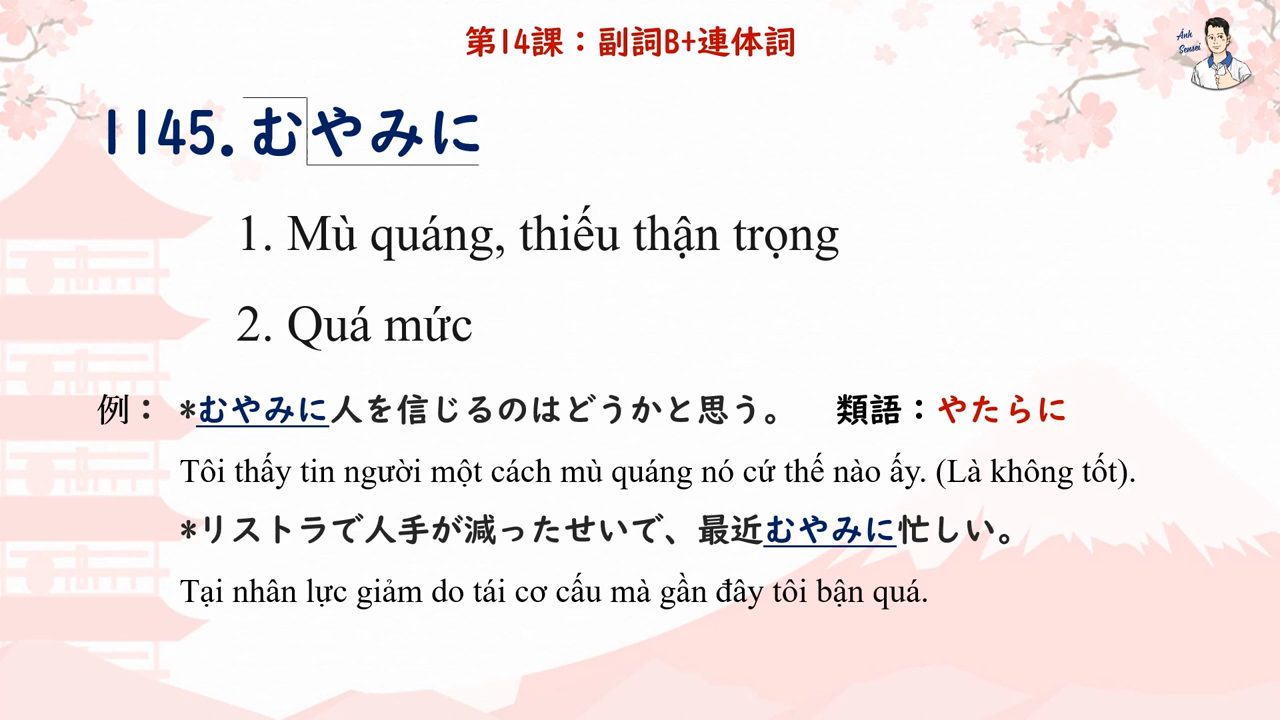 第14課：副詞B+連体詞
Anh
Sensei
1145. むやみに
1. Mù quáng, thiếu thận trọng
2. Quá mức
例： *むやみに人を信じるのはどうかと思う。 類語：やたらに
Tôi thấy tin người một cách mù quáng nó cứ thế nào ấy. (Là không tốt).
*リストラで人手が減ったせいで、最近むやみに忙しい。
Tại nhân lực giảm do tái cơ cấu mà gần đây tôi bận quá.